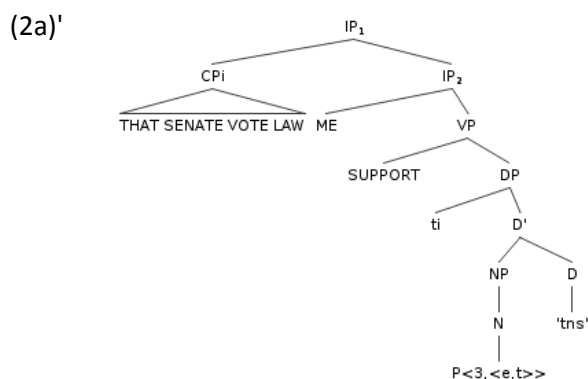 (2a)'
IP₁
CPi IP₂
THAT SENATE VOTE LAW ME VP
SUPPORT DP
ti D'
NP D
N 'tns'
P<3,<e,t>>